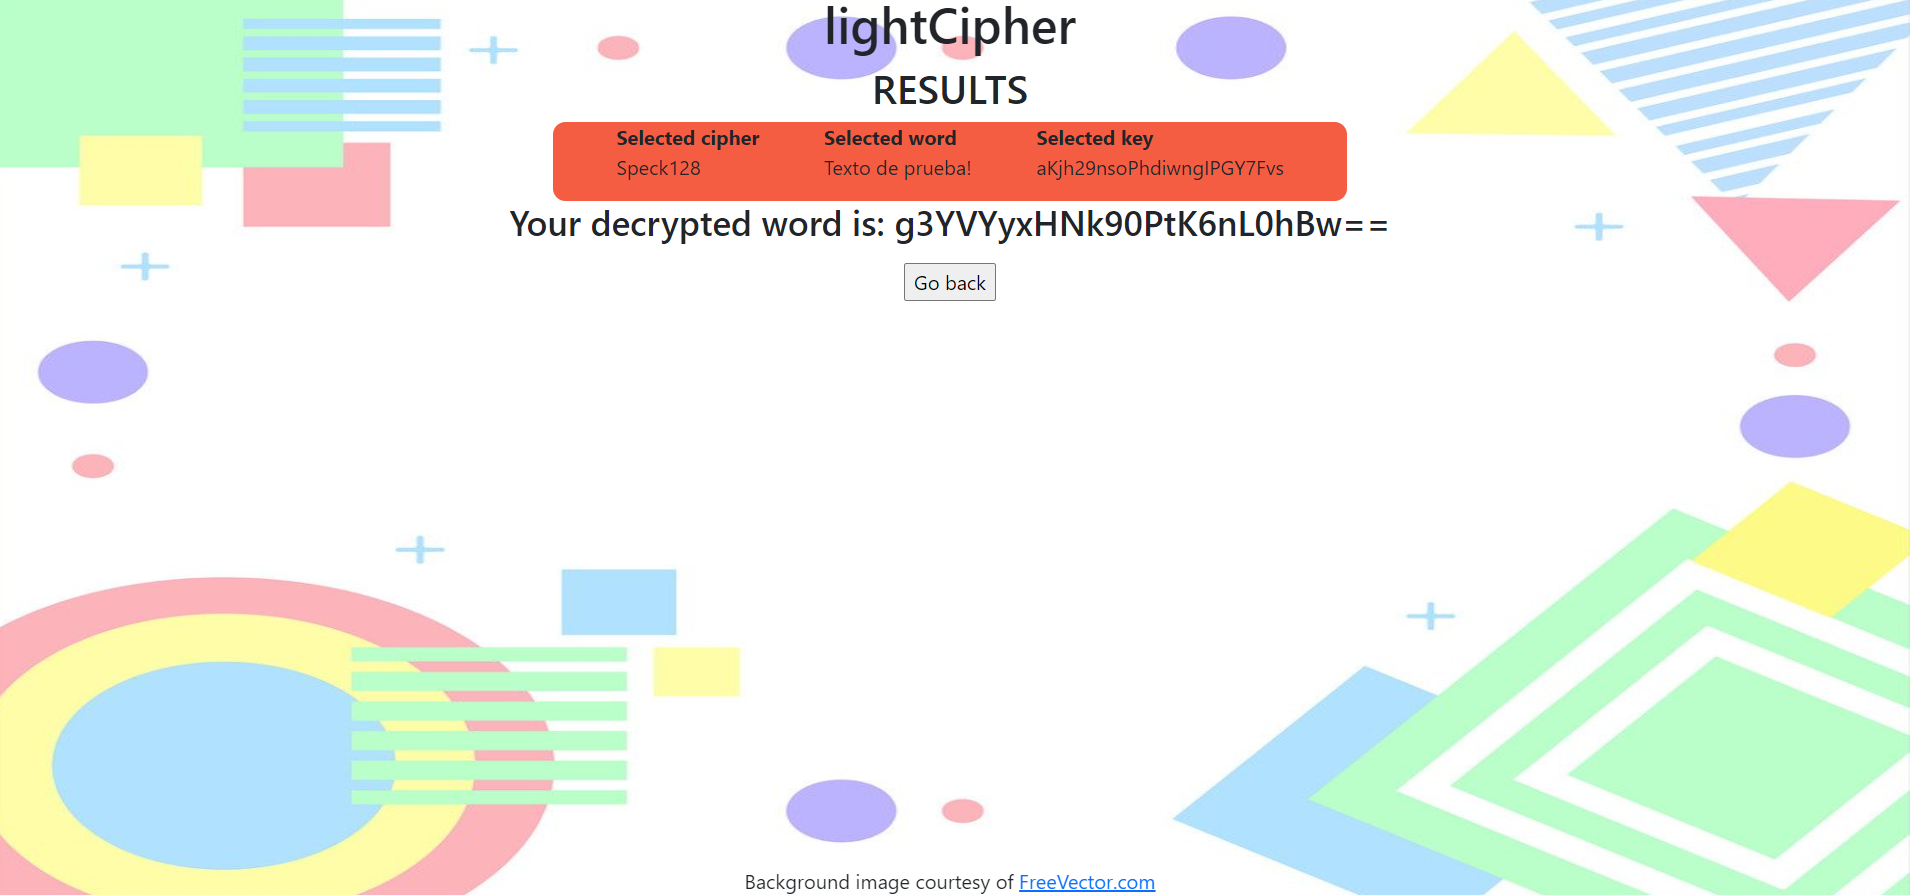 lightCipher
RESULTS
Selected cipher Selected word Selected key
Speck128 Texto de prueba! aKjh29nsoPhdiwngIPGY7Fvs
Your decrypted word is: g3YVYyxHNk90PtK6nL0hBw==
Go back
Background image courtesy of FreeVector.com